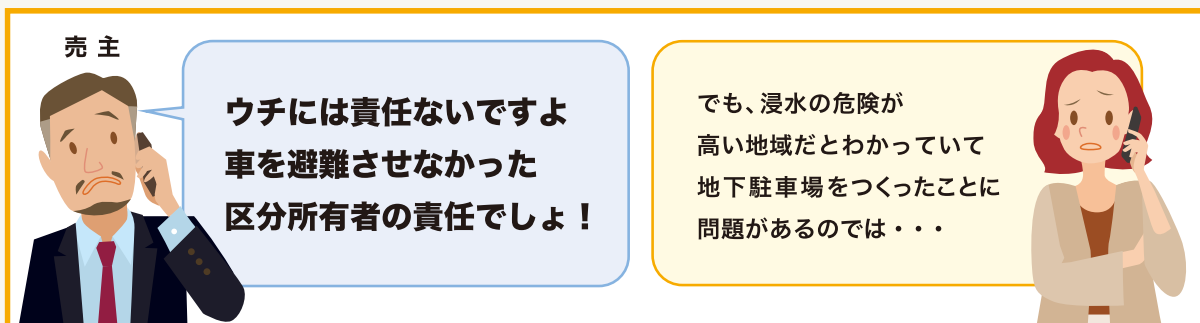 売主
ウチには責任ないですよ
車を避難させなかった
区分所有者の責任でしょ！
でも、浸水の危険が
高い地域だとわかっていて
地下駐車場をつくったことに
問題があるのでは・・・